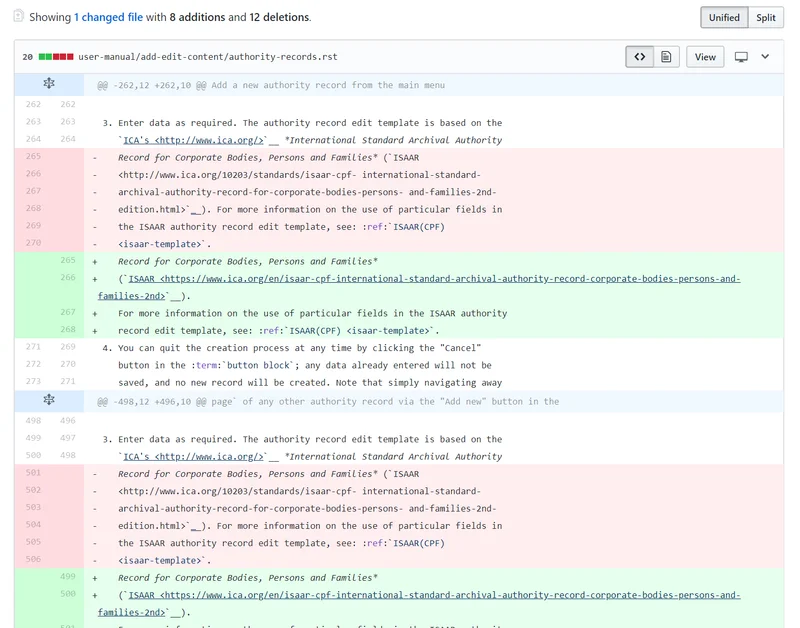 Showing 1 changed file with 8 additions and 12 deletions.
Unified Split
20 user-manual/add-edit-content/authority-records.rst
<> View
@@ -262,12 +262,10 @@ Add a new authority record from the main menu
262 262
263 263 3. Enter data as required. The authority record edit template is based on the
264 264 `ICA's <http://www.ica.org/>`__ *International Standard Archival Authority
265 - Record for Corporate Bodies, Persons and Families* (`ISAAR
266 - <http://www.ica.org/10203/standards/isaar-cpf- international-standard-
267 - archival-authority-record-for-corporate-bodies-persons- and-families-2nd-
268 - edition.html>`__). For more information on the use of particular fields in
269 - the ISAAR authority record edit template, see: :ref:`ISAAR(CPF)
270 - <isaar-template>`.
265 + Record for Corporate Bodies, Persons and Families*
266 + (`ISAAR <https://www.ica.org/en/isaar-cpf-international-standard-archival-authority-record-corporate-bodies-persons-and-
families-2nd>`__).
267 + For more information on the use of particular fields in the ISAAR authority
268 + record edit template, see: :ref:`ISAAR(CPF) <isaar-template>`.
271 269 4. You can quit the creation process at any time by clicking the "Cancel"
272 270 button in the :term:`button block`; any data already entered will not be
273 271 saved, and no new record will be created. Note that simply navigating away
@@ -498,12 +496,10 @@ page` of any other authority record via the "Add new" button in the
498 496
499 497 3. Enter data as required. The authority record edit template is based on the
500 498 `ICA's <http://www.ica.org/>`__ *International Standard Archival Authority
501 - Record for Corporate Bodies, Persons and Families* (`ISAAR
502 - <http://www.ica.org/10203/standards/isaar-cpf- international-standard-
503 - archival-authority-record-for-corporate-bodies-persons- and-families-2nd-
504 - edition.html>`__). For more information on the use of particular fields in
505 - the ISAAR authority record edit template, see: :ref:`ISAAR(CPF)
506 - <isaar-template>`.
499 + Record for Corporate Bodies, Persons and Families*
500 + (`ISAAR <https://www.ica.org/en/isaar-cpf-international-standard-archival-authority-record-corporate-bodies-persons-and-
families-2nd>`__).